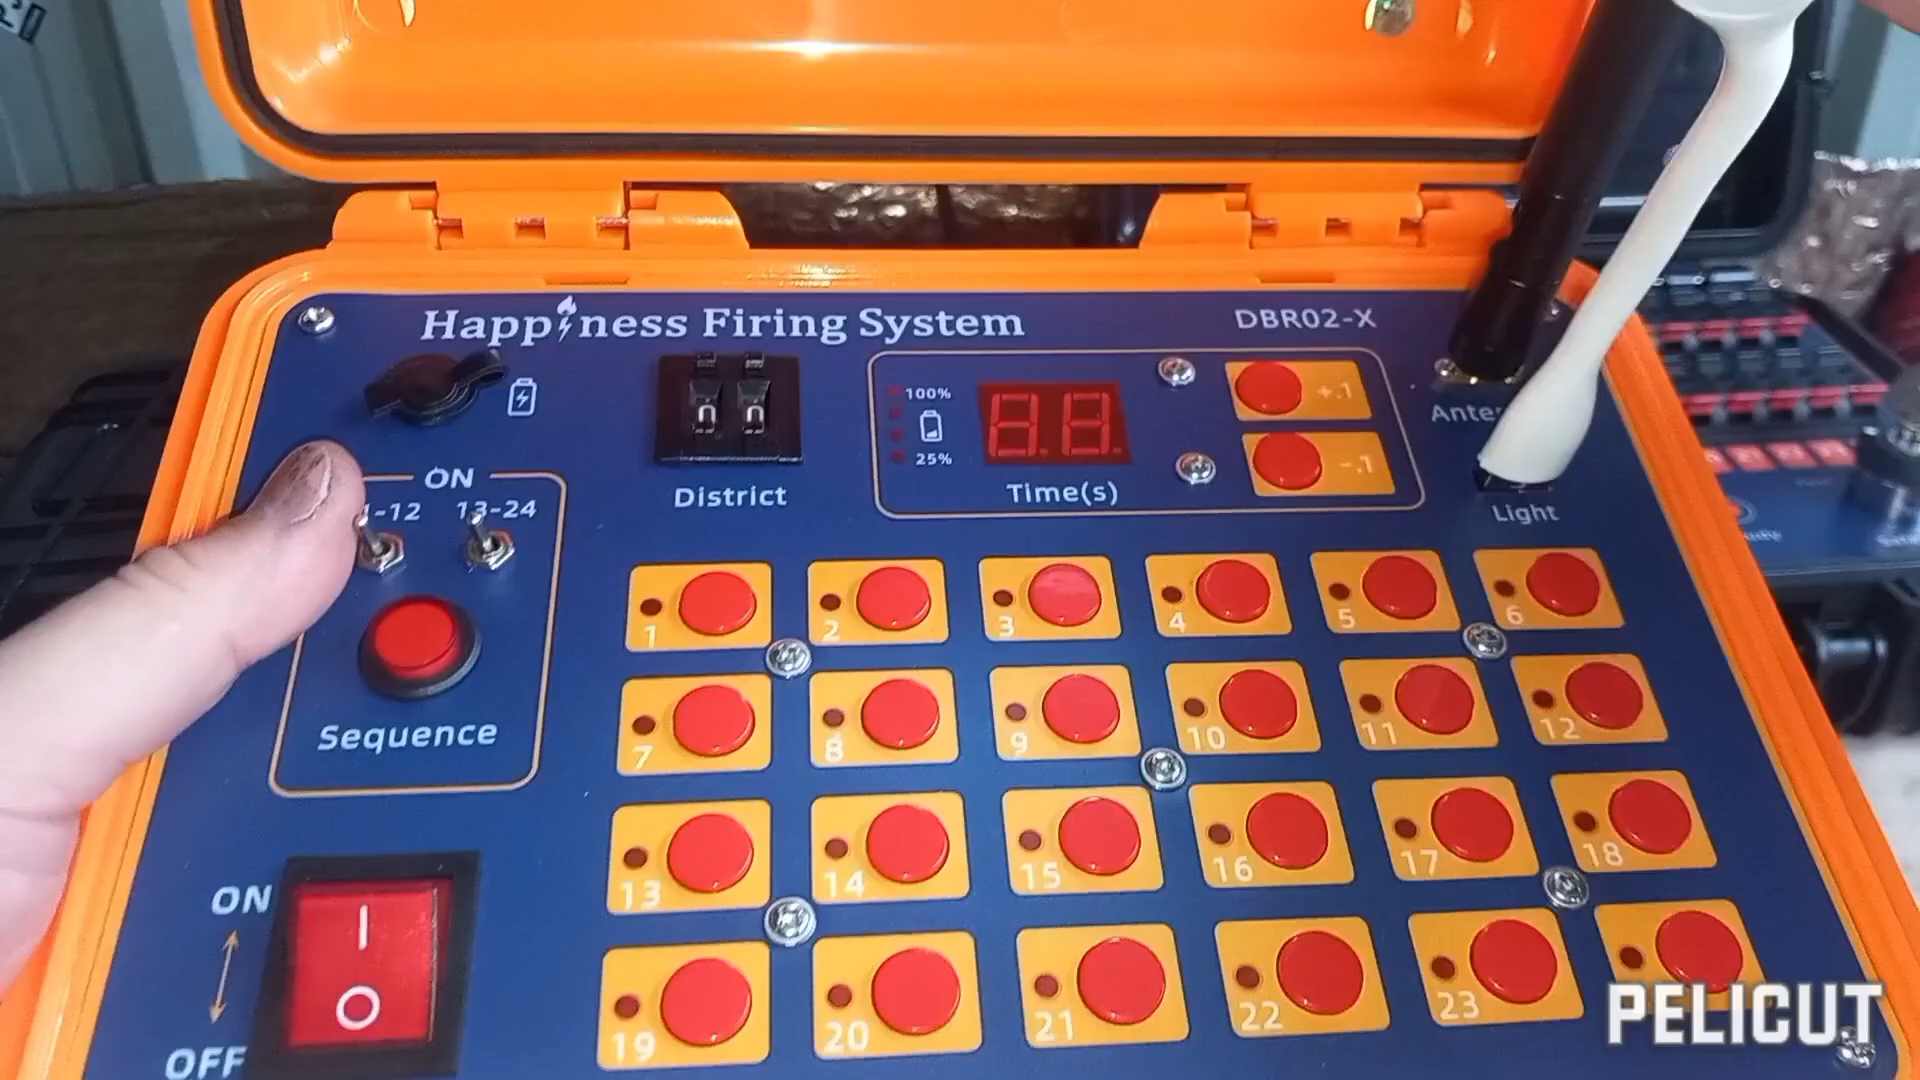 Happiness Firing System
DBR02-X
100%
25%
+.1
-.1
Time(s)
District
Light
ON
1-12 13-24
Sequence
1 2 3 4 5 6
7 8 9 10 11 12
13 14 15 16 17 18
19 20 21 22 23
ON
OFF
PELICUT